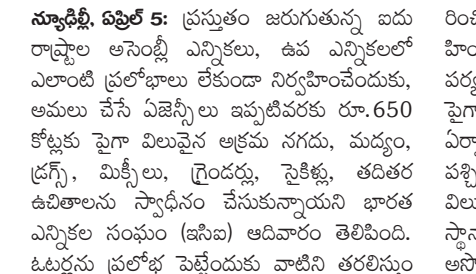 న్యూఢిల్లీ, ఏప్రిల్ 5: ప్రస్తుతం జరుగుతున్న ఐదు
రాష్ట్రాల అసెంబ్లీ ఎన్నికలు, ఉప ఎన్నికలలో
ఎలాంటి ప్రలోభాలు లేకుండా నిర్వహించేందుకు,
అమలు చేసే ఏజెన్సీలు ఇప్పటివరకు రూ.650
కోట్లకు పైగా విలువైన అక్రమ నగదు, మద్యం,
డ్రగ్స్, మిక్సీలు, గ్రైండర్లు, సైకిళ్లు, తదితర
ఉచితాలను స్వాధీనం చేసుకున్నాయని భారత
ఎన్నికల సంఘం (ఇసిఐ) ఆదివారం తెలిపింది.
ఓటర్లను ప్రలోభ పెట్టేందుకు వాటిని తరలిస్తుం